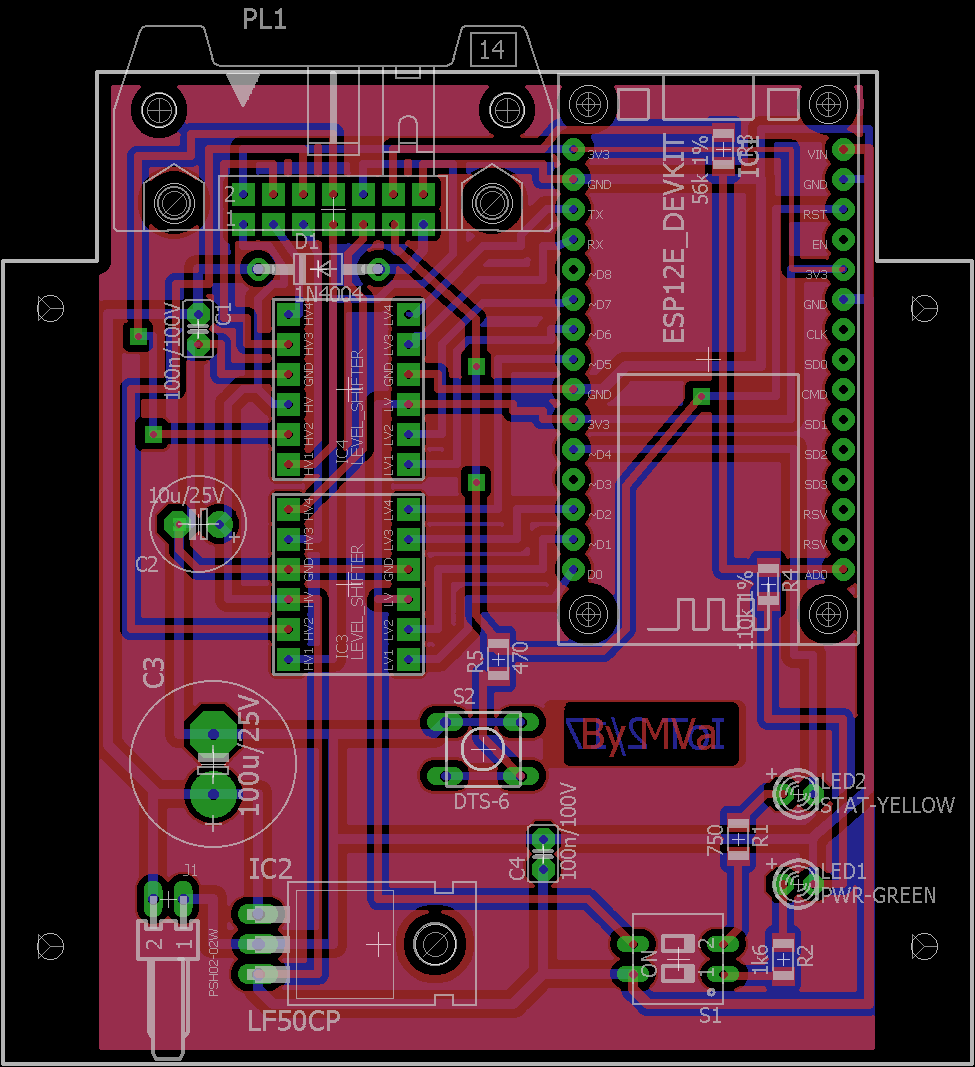 PL1
14
2
1
D1
1N4004
C1
100n/100V
HV4
HV3
GND
HV
HV2
HV1
LV4
LV3
GND
LV
LV2
LV1
IC4
LEVEL_SHIFTER
3V3
GND
TX
RX
~D8
~D7
~D6
~D5
GND
3V3
~D4
~D3
~D2
~D1
D0
ESP12E_DEVKIT
56k 1%
VIN
GND
RST
EN
3V3
GND
CLK
SD0
CMD
SD1
SD2
SD3
RSV
RSV
AD0
10u/25V
+
C2
HV4
HV3
GND
HV
HV2
HV1
LV4
LV3
GND
LV
LV2
LV1
IC3
LEVEL_SHIFTER
110k 1%
R4
R5
470
C3
100u/25V
+
S2
DTS-6
By MVa
+
LED2
STAT-YELLOW
750
R1
C4
100n/100V
+
LED1
PWR-GREEN
J1
2
1
PSH02-02W
IC2
LF50CP
ON
1
2
S1
1k6
R2